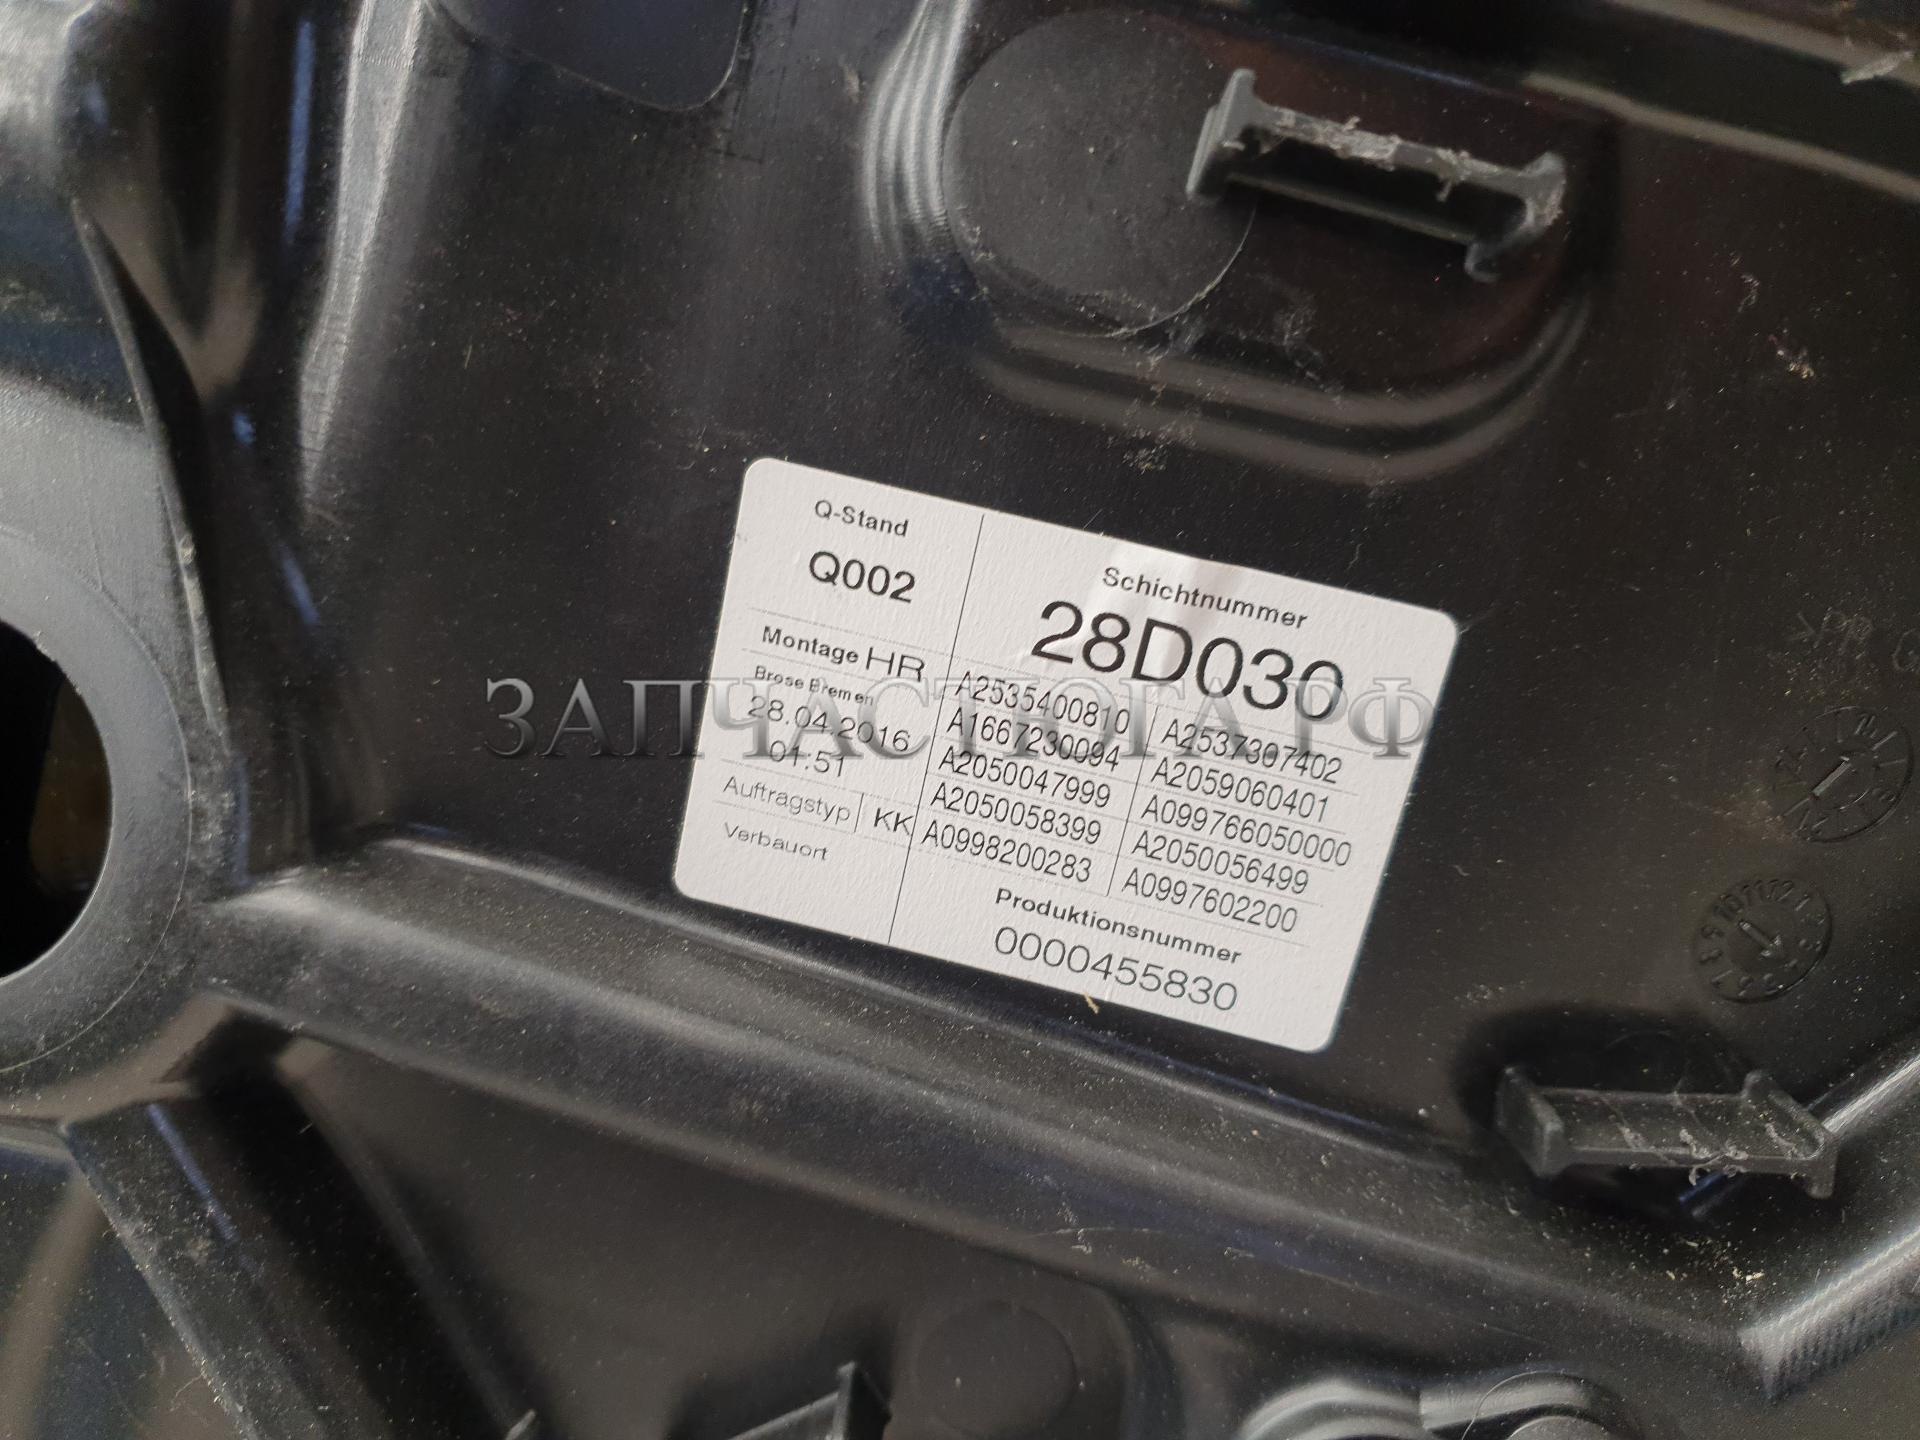 Q-Stand
Q002
Montage HR
Brose Bremen
28.04.2016
01:51
Auftragstyp KK
Verbauort
Schichtnummer
28D030
A2535400810 A2537307402
A1667230094 A2059060401
A2050047999 A099766050000
A2050058399 A2050056499
A0998200283 A0997602200
Produktionsnummer
0000455830
ЗАПЧАСТЮГА.РФ